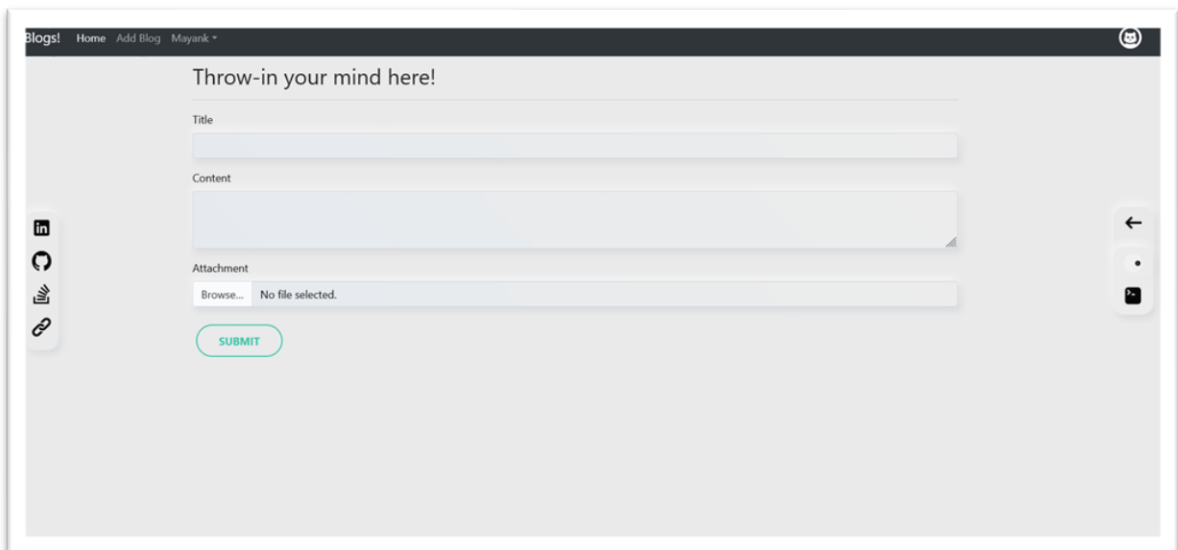 Blogs! Home Add Blog Mayank
Throw-in your mind here!
Title
Content
Attachment
Browse... No file selected.
SUBMIT